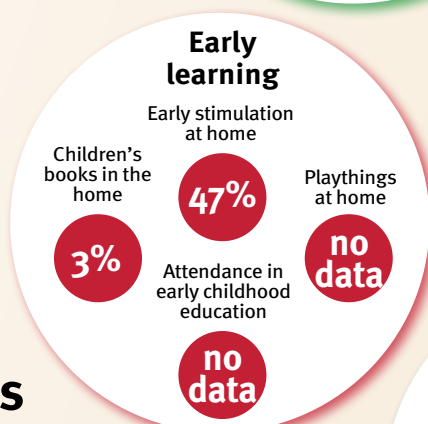 Early
learning
Early stimulation
at home
47%
Children’s
books in the
home
3%
Playthings
at home
no
data
Attendance in
early childhood
education
no
data
s